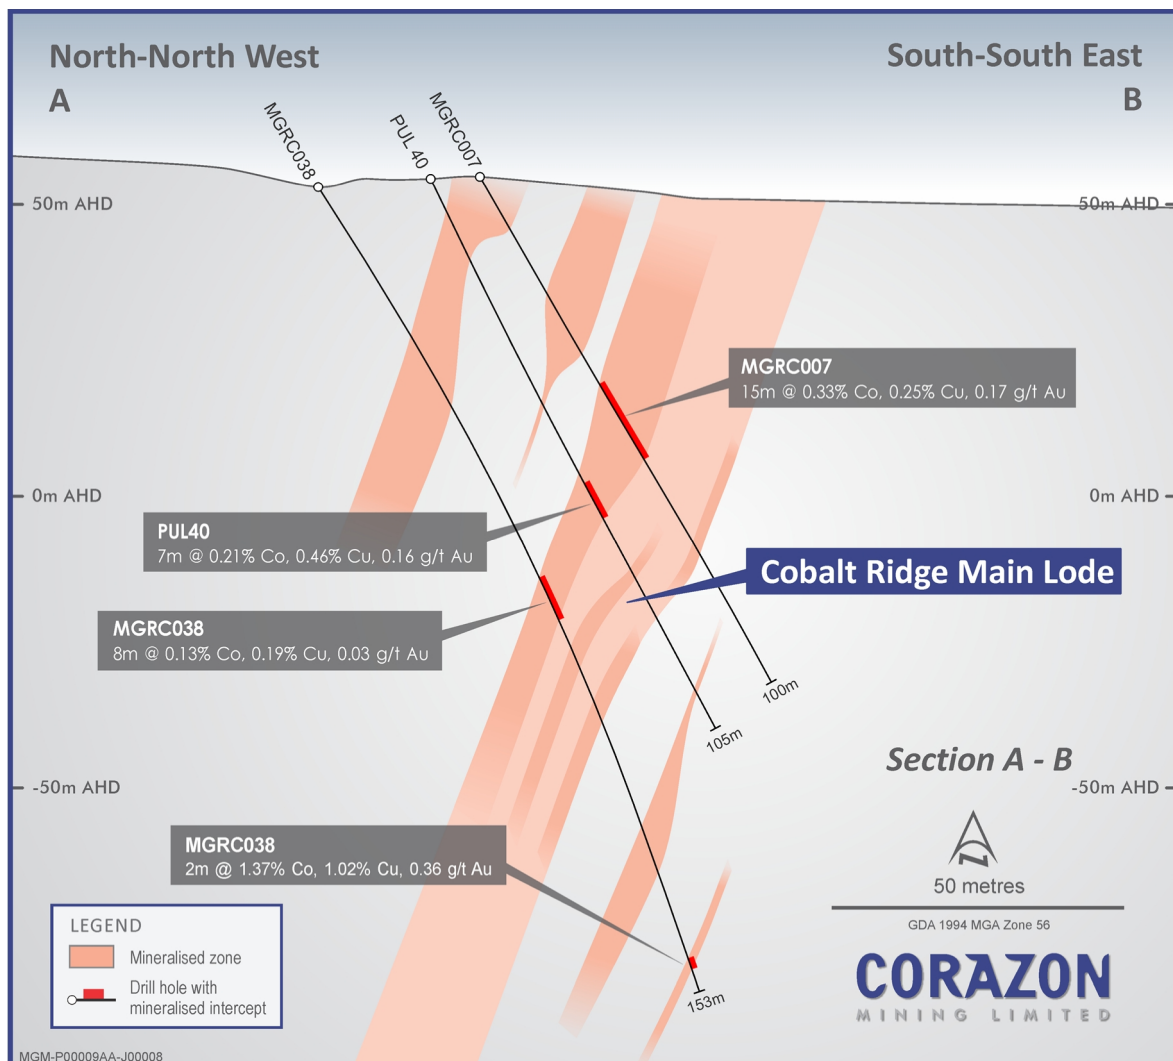 North-North West
A
South-South East
B
MGRC038
PUL 40
MGRC007
50m AHD
50m AHD
MGRC007
15m @ 0.33% Co, 0.25% Cu, 0.17 g/t Au
0m AHD
0m AHD
PUL40
7m @ 0.21% Co, 0.46% Cu, 0.16 g/t Au
Cobalt Ridge Main Lode
MGRC038
8m @ 0.13% Co, 0.19% Cu, 0.03 g/t Au
100m
105m
Section A - B
-50m AHD
-50m AHD
MGRC038
2m @ 1.37% Co, 1.02% Cu, 0.36 g/t Au
N
50 metres
GDA 1994 MGA Zone 56
LEGEND
Mineralised zone
Drill hole with
mineralised intercept
153m
CORAZON
MINING LIMITED
MGM-P00009AA-J00008